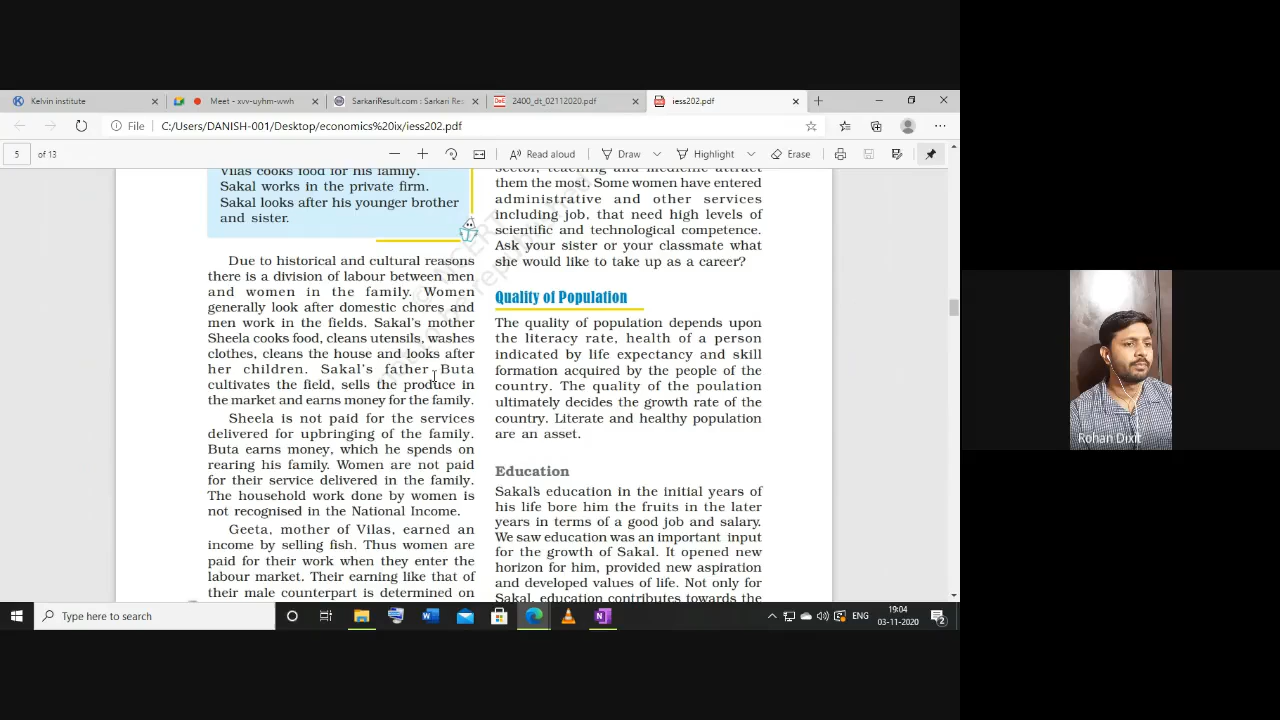 Kelvin institute
Meet - xvv-uyhm-wwh
SarkariResult.com : Sarkari Res
2400_dt_02112020.pdf
iess202.pdf
File
C:/Users/DANISH-001/Desktop/economics%20ix/iess202.pdf
5 of 13
Read aloud
Draw
Highlight
Erase
Vilas cooks food for his family.
Sakal works in the private firm.
Sakal looks after his younger brother
and sister.
Due to historical and cultural reasons
there is a division of labour between men
and women in the family. Women
generally look after domestic chores and
men work in the fields. Sakal's mother
Sheela cooks food, cleans utensils, washes
clothes, cleans the house and looks after
her children. Sakal's father Buta
cultivates the field, sells the produce in
the market and earns money for the family.
Sheela is not paid for the services
delivered for upbringing of the family.
Buta earns money, which he spends on
rearing his family. Women are not paid
for their service delivered in the family.
The household work done by women is
not recognised in the National Income.
Geeta, mother of Vilas, earned an
income by selling fish. Thus women are
paid for their work when they enter the
labour market. Their earning like that of
their male counterpart is determined on
sector, teaching and medicine attract
them the most. Some women have entered
administrative and other services
including job, that need high levels of
scientific and technological competence.
Ask your sister or your classmate what
she would like to take up as a career?
Quality of Population
The quality of population depends upon
the literacy rate, health of a person
indicated by life expectancy and skill
formation acquired by the people of the
country. The quality of the poulation
ultimately decides the growth rate of the
country. Literate and healthy population
are an asset.
Education
Sakal's education in the initial years of
his life bore him the fruits in the later
years in terms of a good job and salary.
We saw education was an important input
for the growth of Sakal. It opened new
horizon for him, provided new aspiration
and developed values of life. Not only for
Sakal, education contributes towards the
Rohan Dixit
Type here to search
ENG
19:04
03-11-2020
2